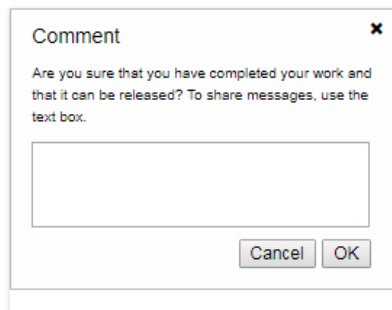 Comment
Are you sure that you have completed your work and
that it can be released? To share messages, use the
text box.
Cancel OK